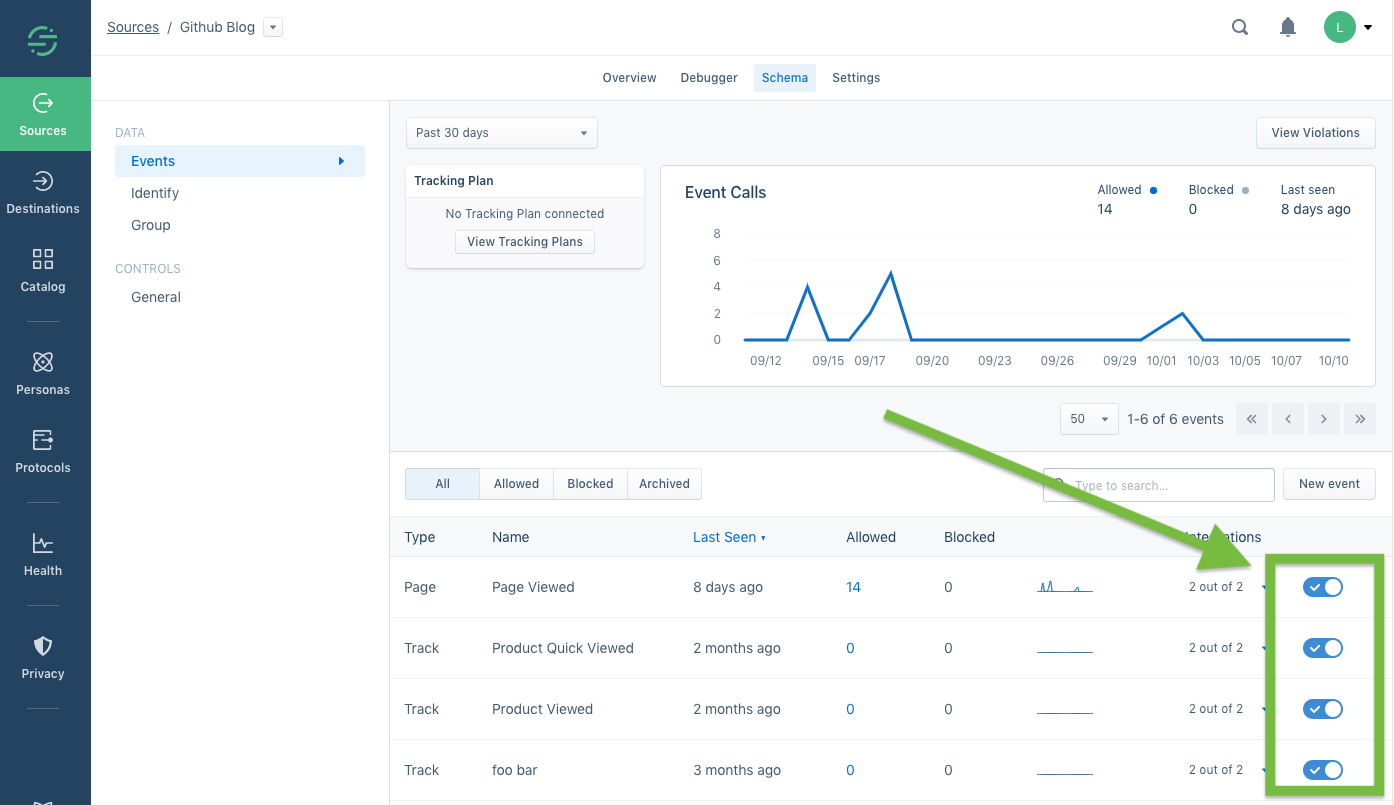 Sources / Github Blog
L
Overview Debugger Schema Settings
Sources
Destinations
Catalog
Personas
Protocols
Health
Privacy
DATA
Events
Identify
Group
CONTROLS
General
Past 30 days
View Violations
Tracking Plan
No Tracking Plan connected
View Tracking Plans
Event Calls
Allowed
14
Blocked
0
Last seen
8 days ago
8
6
4
2
0
09/12 09/15 09/17 09/20 09/23 09/26 09/29 10/01 10/03 10/05 10/07 10/10
50 1-6 of 6 events
All Allowed Blocked Archived
Type to search...
New event
Type Name Last Seen Allowed Blocked Integrations
Page Page Viewed 8 days ago 14 0 2 out of 2
Track Product Quick Viewed 2 months ago 0 0 2 out of 2
Track Product Viewed 2 months ago 0 0 2 out of 2
Track foo bar 3 months ago 0 0 2 out of 2